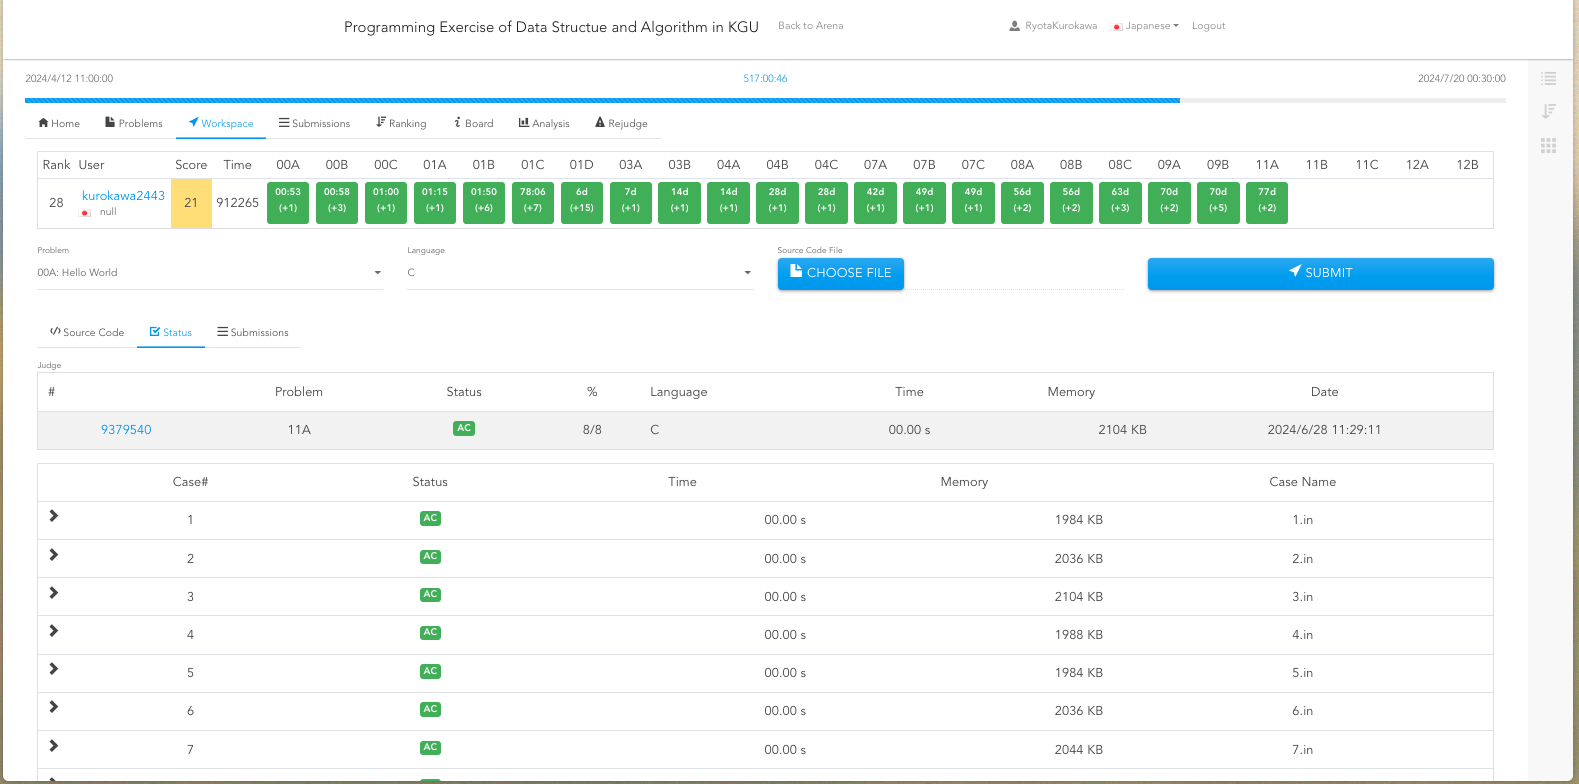 Programming Exercise of Data Structue and Algorithm in KGU Back to Arena RyotaKurokawa Japanese Logout
2024/4/12 11:00:00 517:00:46 2024/7/20 00:30:00
Home Problems Workspace Submissions Ranking Board Analysis Rejudge
Rank User Score Time 00A 00B 00C 01A 01B 01C 01D 03A 03B 04A 04B 04C 07A 07B 07C 08A 08B 08C 09A 09B 11A 11B 11C 12A 12B
28 kurokawa2443 21 912265 00:53 00:58 01:00 01:15 01:50 78:06 6d 7d 14d 14d 28d 28d 42d 49d 49d 56d 56d 63d 70d 70d 77d
null (+1) (+3) (+1) (+1) (+6) (+7) (+15) (+1) (+1) (+1) (+1) (+1) (+1) (+1) (+1) (+2) (+2) (+3) (+2) (+5) (+2)
Problem Language Source Code File
00A: Hello World C CHOOSE FILE SUBMIT
Source Code Status Submissions
Judge
# Problem Status % Language Time Memory Date
9379540 11A AC 8/8 C 00.00 s 2104 KB 2024/6/28 11:29:11
Case# Status Time Memory Case Name
1 AC 00.00 s 1984 KB 1.in
2 AC 00.00 s 2036 KB 2.in
3 AC 00.00 s 2104 KB 3.in
4 AC 00.00 s 1988 KB 4.in
5 AC 00.00 s 1984 KB 5.in
6 AC 00.00 s 2036 KB 6.in
7 AC 00.00 s 2044 KB 7.in